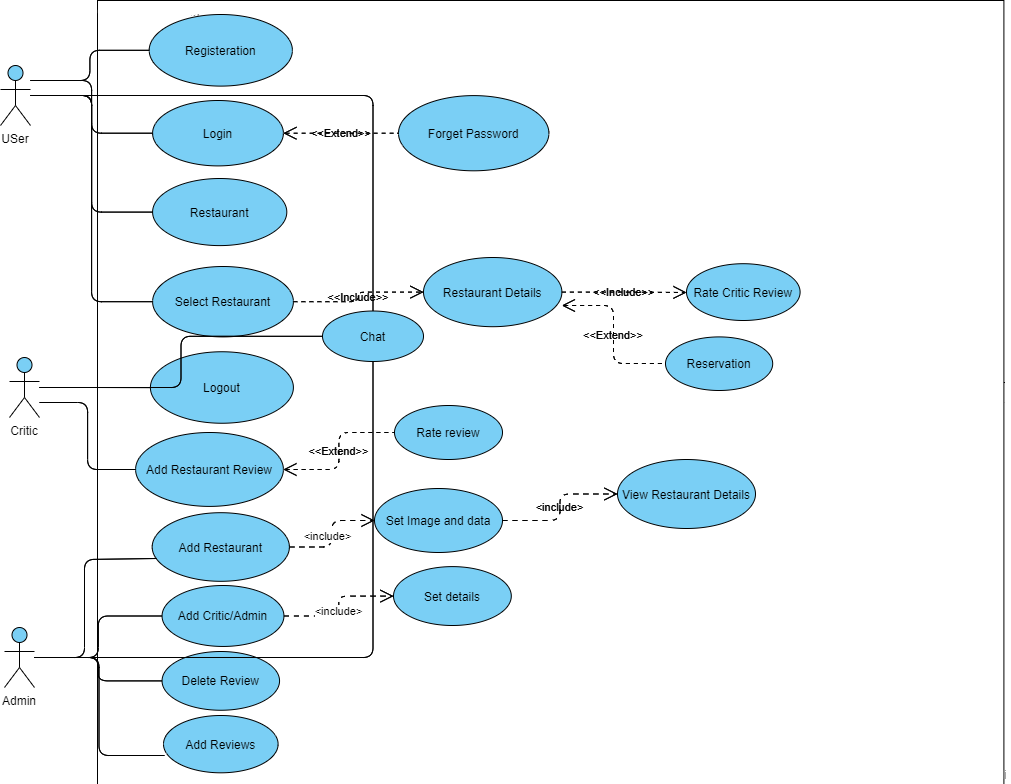 Registeration
USer
Login
<<Extend>>
Forget Password
Restaurant
Select Restaurant
<<Include>>
Restaurant Details
<<Include>>
Rate Critic Review
Chat
<<Extend>>
Reservation
Critic
Logout
Rate review
<<Extend>>
Add Restaurant Review
Set Image and data
<include>
View Restaurant Details
Add Restaurant
<include>
Add Critic/Admin
<include>
Set details
Admin
Delete Review
Add Reviews